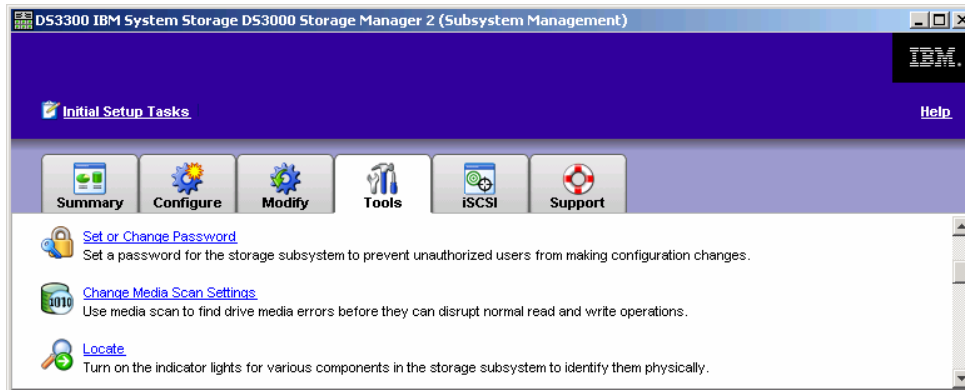 DS3300 IBM System Storage DS3000 Storage Manager 2 (Subsystem Management)
IBM.
Initial Setup Tasks
Help
Summary
Configure
Modify
Tools
iSCSI
Support
Set or Change Password
Set a password for the storage subsystem to prevent unauthorized users from making configuration changes.
1010
Change Media Scan Settings
Use media scan to find drive media errors before they can disrupt normal read and write operations.
Locate
Turn on the indicator lights for various components in the storage subsystem to identify them physically.